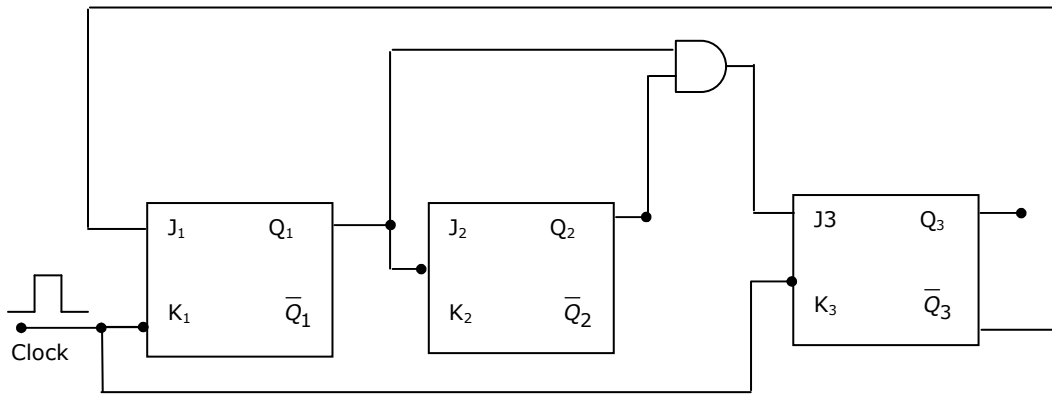 J₁ Q₁
K₁ Q̅₁
J₂ Q₂
K₂ Q̅₂
J3 Q₃
K₃ Q̅₃
Clock